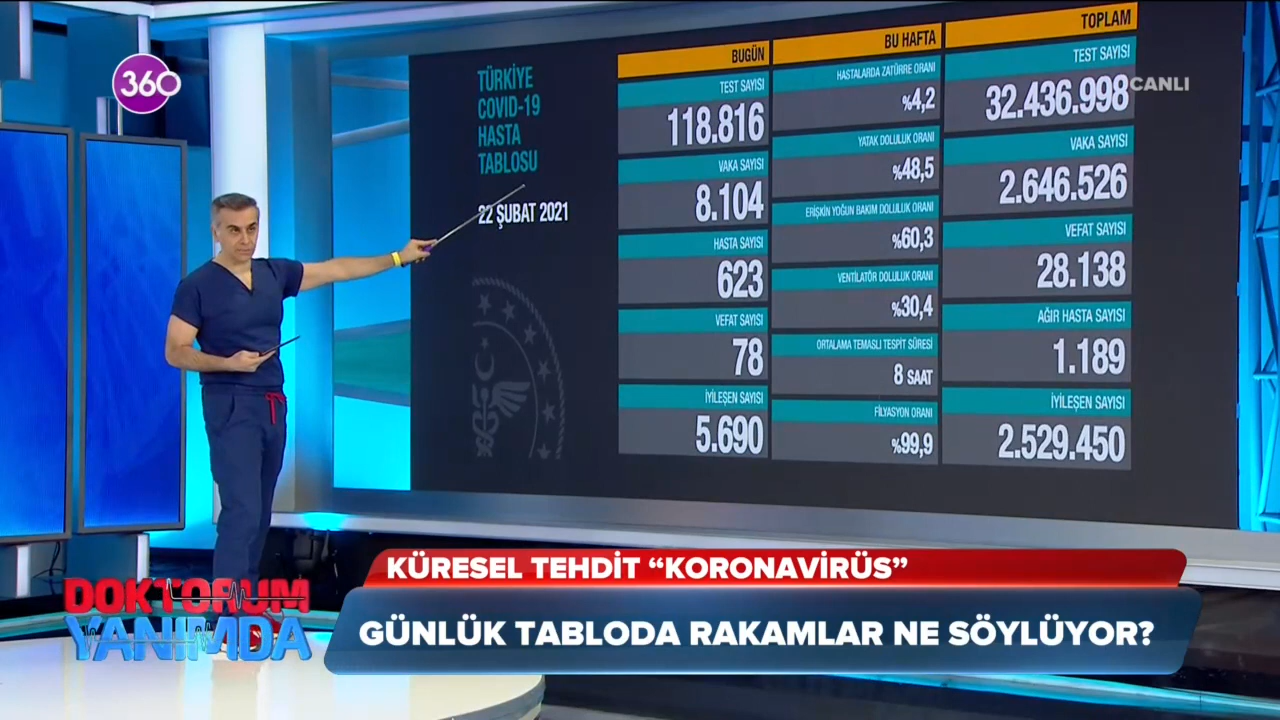 360
CANLI
TÜRKİYE
COVID-19
HASTA
TABLOSU
22 ŞUBAT 2021
BUGÜN
TEST SAYISI
118.816
VAKA SAYISI
8.104
HASTA SAYISI
623
VEFAT SAYISI
78
İYİLEŞEN SAYISI
5.690
BU HAFTA
HASTALARDA ZATÜRRE ORANI
%4,2
YATAK DOLULUK ORANI
%48,5
ERİŞKİN YOĞUN BAKIM DOLULUK ORANI
%60,3
VENTİLATÖR DOLULUK ORANI
%30,4
ORTALAMA TEMASLI TESPİT SÜRESİ
8 SAAT
FİLYASYON ORANI
%99,9
TOPLAM
TEST SAYISI
32.436.998
VAKA SAYISI
2.646.526
VEFAT SAYISI
28.138
AĞIR HASTA SAYISI
1.189
İYİLEŞEN SAYISI
2.529.450
DOKTORUM
YANIMDA
KÜRESEL TEHDİT “KORONAVİRÜS”
GÜNLÜK TABLODA RAKAMLAR NE SÖYLÜYOR?